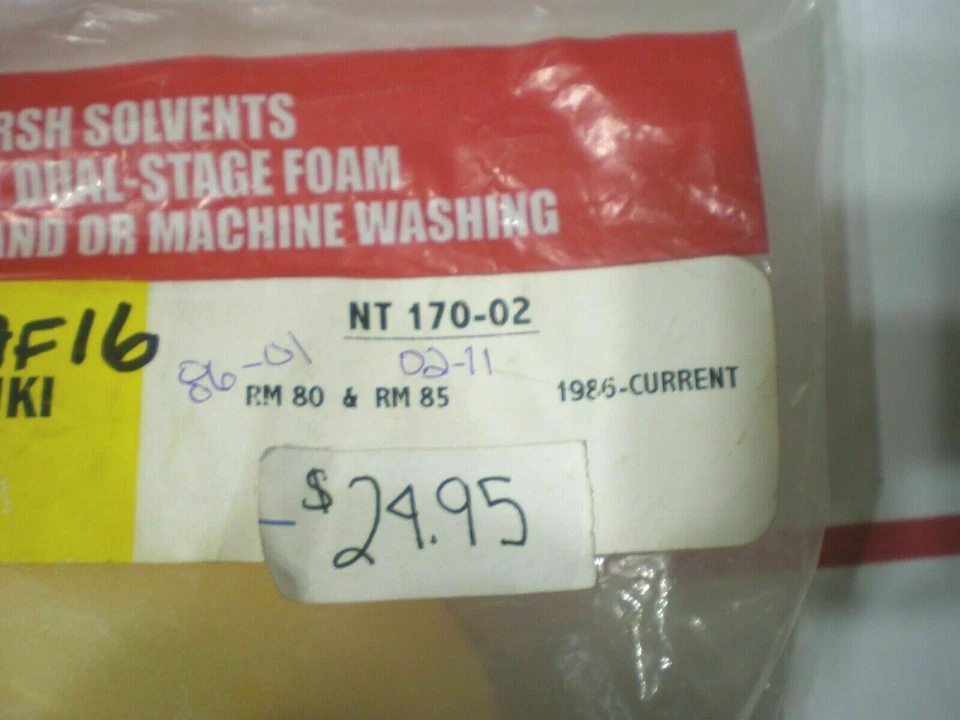 RSH SOLVENTS
DUAL-STAGE FOAM
AND OR MACHINE WASHING
AF16
UKI
NT 170-02
86-01 02-11
RM 80 & RM 85 1986-CURRENT
$24.95